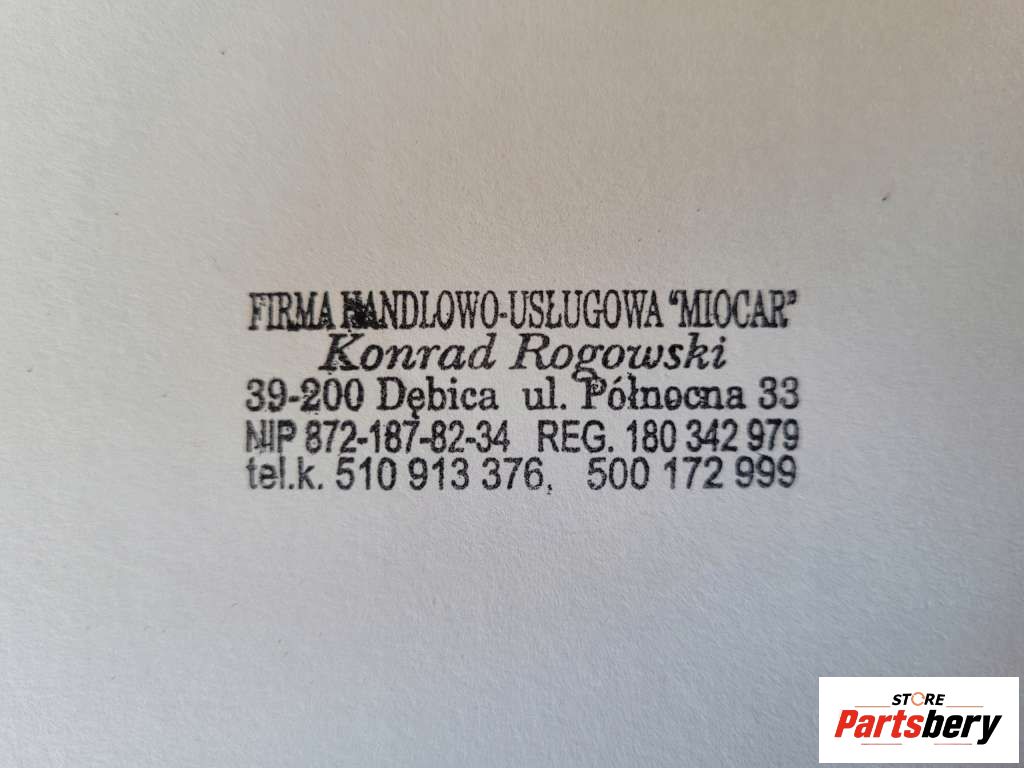 FIRMA HANDLOWO-USŁUGOWA "MIOCAR"
Konrad Rogowski
39-200 Dębica ul. Północna 33
NIP 872-187-82-34 REG. 180 342 979
tel.k. 510 913 376, 500 172 999
STORE
Partsbery